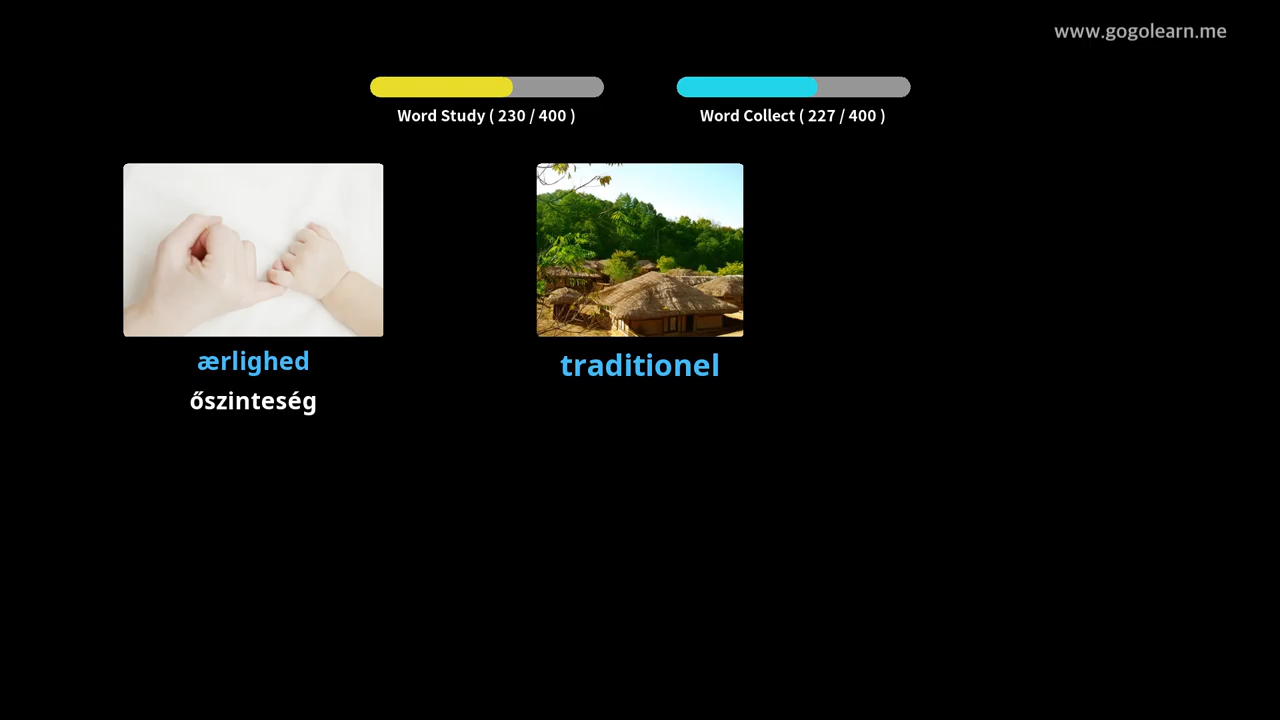 www.gogolearn.me
Word Study ( 230 / 400 )
Word Collect ( 227 / 400 )
ærlighed
őszinteség
traditionel